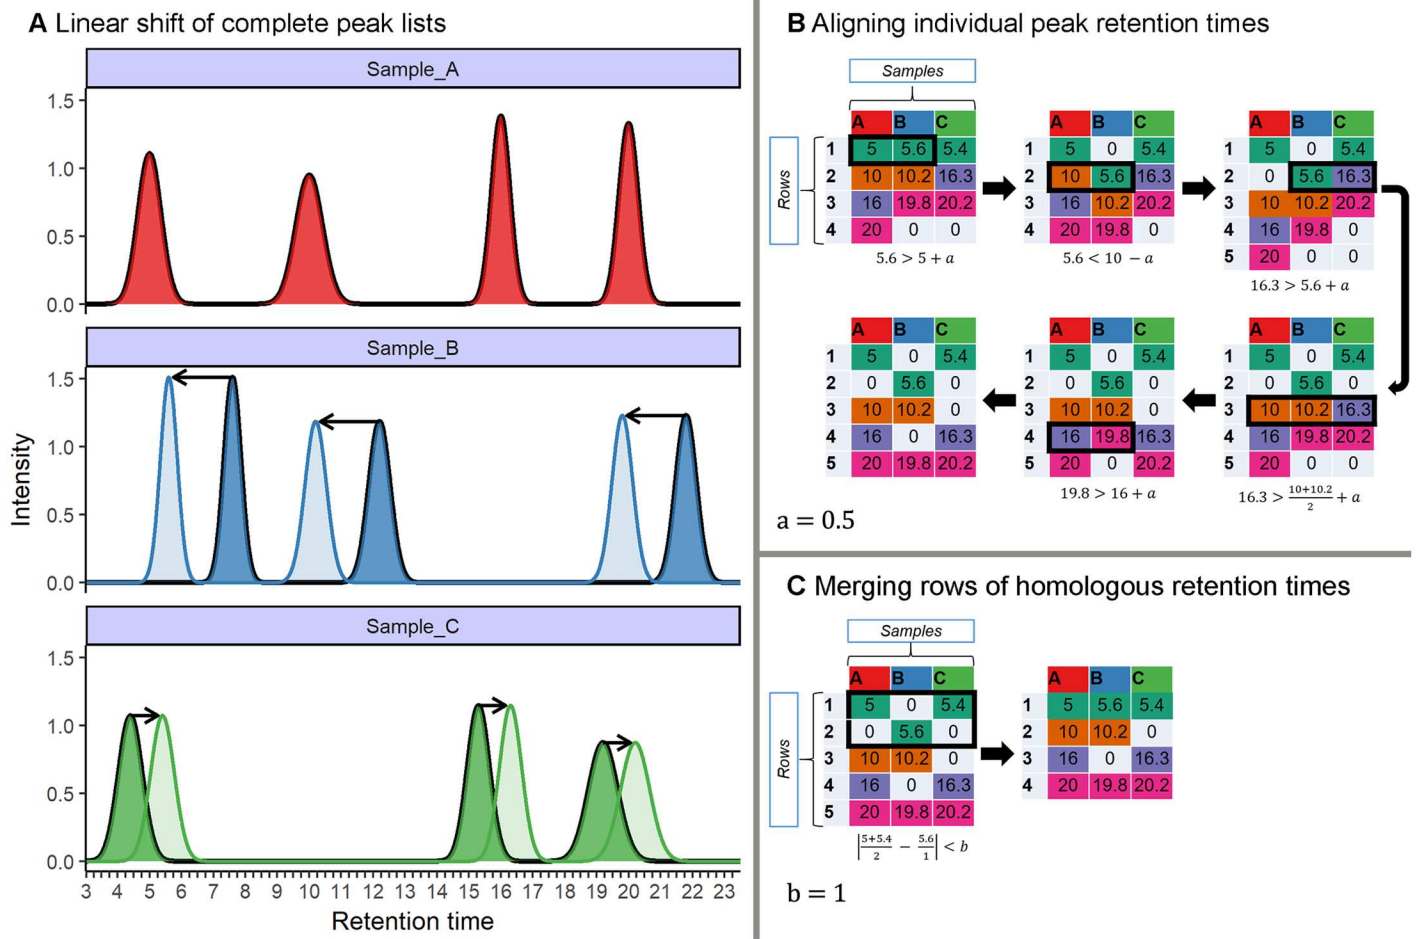 A Linear shift of complete peak lists
Sample_A
1.5
1.0
0.5
0.0
Sample_B
1.5
1.0
0.5
0.0
Intensity
Sample_C
1.5
1.0
0.5
0.0
3 4 5 6 7 8 9 10 11 12 13 14 15 16 17 18 19 20 21 22 23
Retention time
B Aligning individual peak retention times
Samples
Rows
A B C
1 5 5.6 5.4
2 10 10.2 16.3
3 16 19.8 20.2
4 20 0 0
5.6 > 5 + a
A B C
1 5 0 5.4
2 10 5.6 16.3
3 16 10.2 20.2
4 20 19.8 0
5.6 < 10 − a
A B C
1 5 0 5.4
2 0 5.6 16.3
3 10 10.2 20.2
4 16 19.8 0
5 20 0 0
16.3 > 5.6 + a
A B C
1 5 0 5.4
2 0 5.6 0
3 10 10.2 16.3
4 16 19.8 20.2
5 20 0 0
16.3 > (10+10.2)/2 + a
A B C
1 5 0 5.4
2 0 5.6 0
3 10 10.2 0
4 16 19.8 16.3
5 20 0 20.2
19.8 > 16 + a
A B C
1 5 0 5.4
2 0 5.6 0
3 10 10.2 0
4 16 0 16.3
5 20 19.8 20.2
a = 0.5
C Merging rows of homologous retention times
Samples
Rows
A B C
1 5 0 5.4
2 0 5.6 0
3 10 10.2 0
4 16 0 16.3
5 20 19.8 20.2
|(5+5.4)/2 − 5.6/1| < b
A B C
1 5 5.6 5.4
2 10 10.2 0
3 16 0 16.3
4 20 19.8 20.2
b = 1